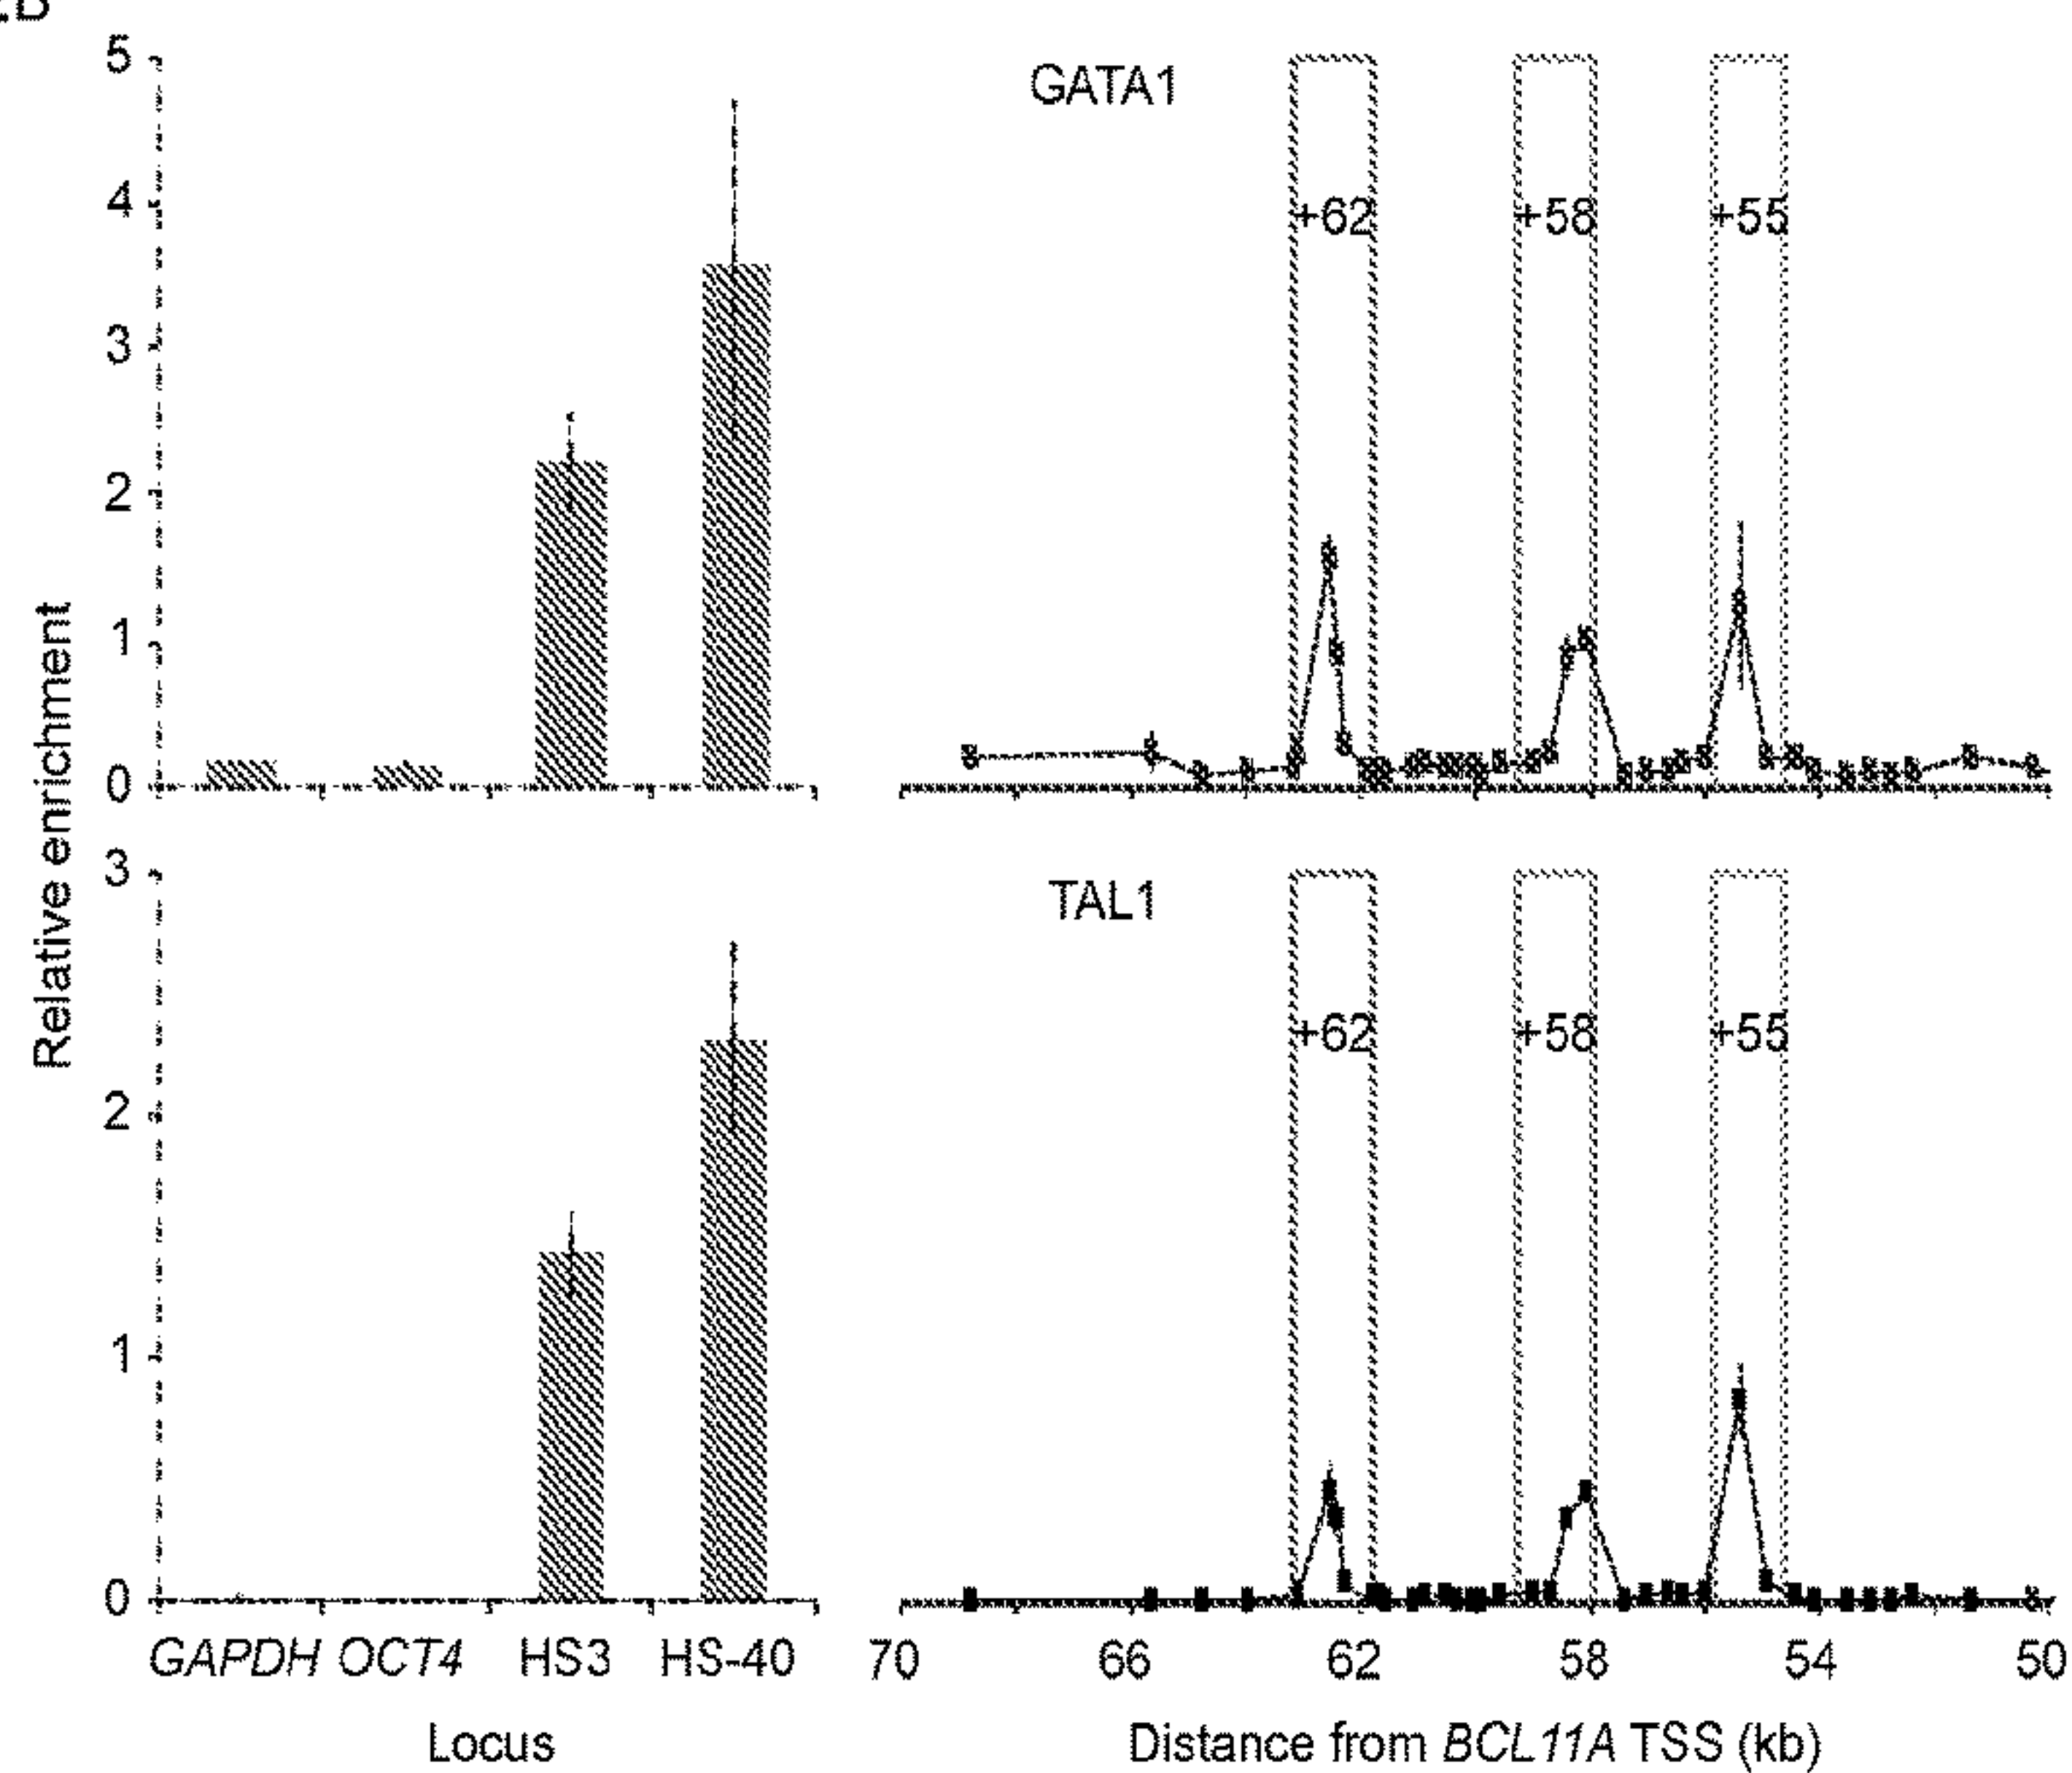 5
GATA1
4
+62 +58 +55
3
2
1
0
Relative enrichment
3
TAL1
+62 +58 +55
2
1
0
GAPDH OCT4 HS3 HS-40 70 66 62 58 54 50
Locus Distance from BCL11A TSS (kb)